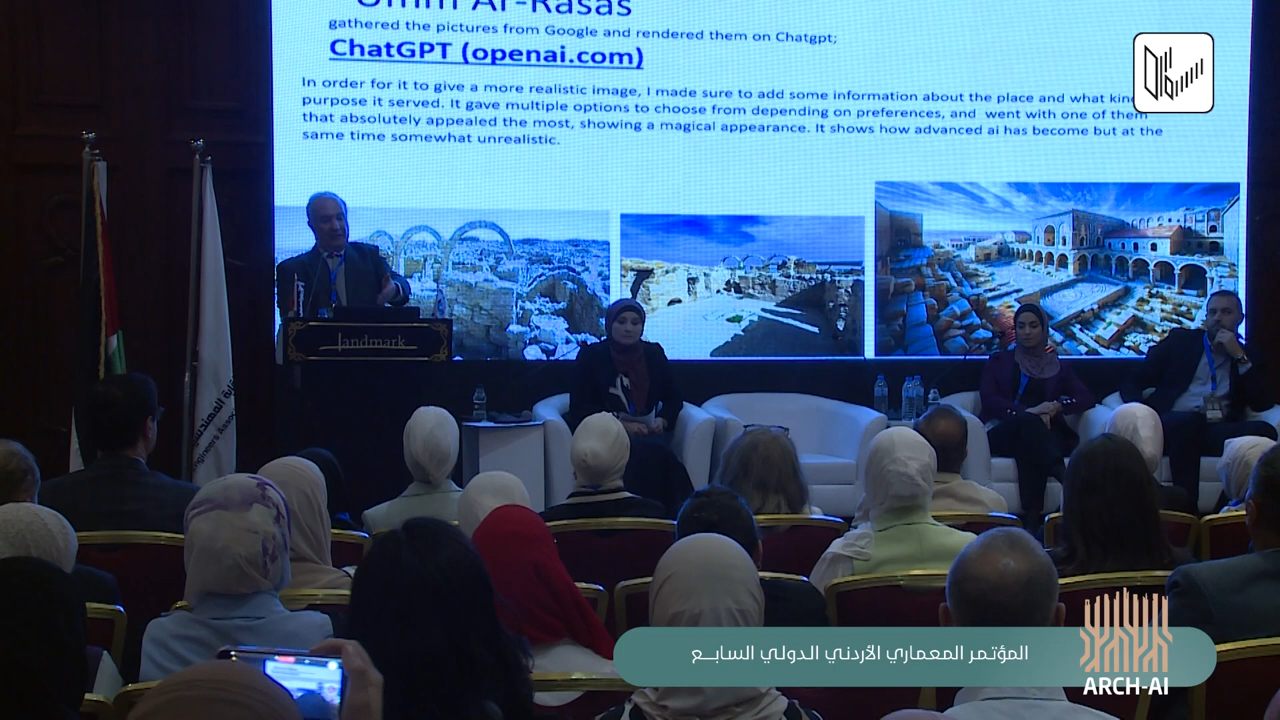 Umm Ar-Rasas
gathered the pictures from Google and rendered them on Chatgpt;
ChatGPT (openai.com)
In order for it to give a more realistic image, I made sure to add some information about the place and what kin
purpose it served. It gave multiple options to choose from depending on preferences, and went with one of them
that absolutely appealed the most, showing a magical appearance. It shows how advanced ai has become but at the
same time somewhat unrealistic.
landmark
المؤتمر المعماري الأردني الدولي السابع
ARCH-AI